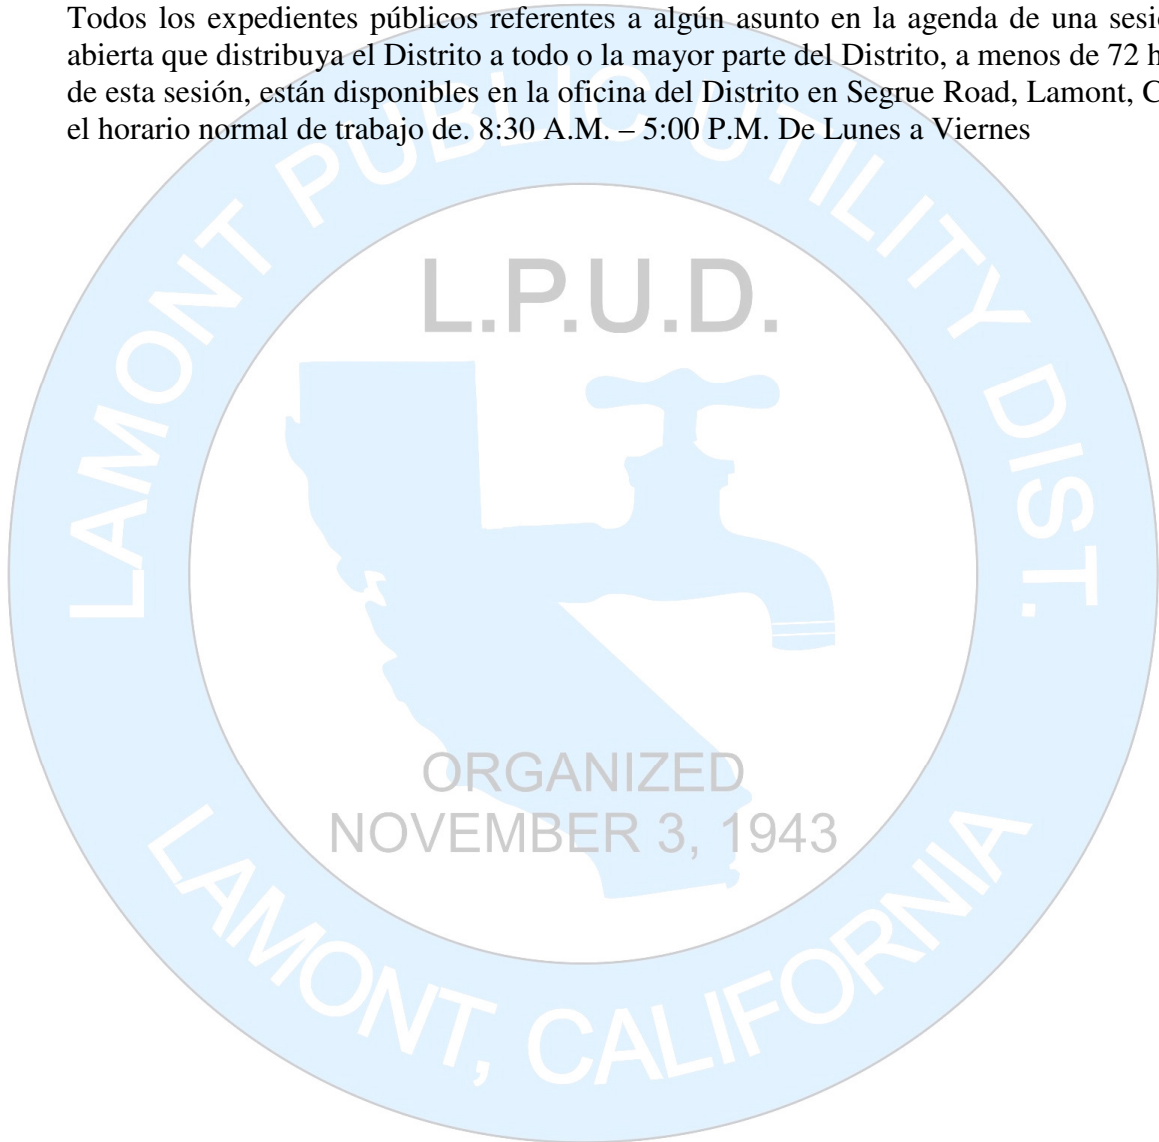 Todos los expedientes públicos referentes a algún asunto en la agenda de una
abierta que distribuya el Distrito a todo o la mayor parte del Distrito, a menos de 72
de esta sesión, están disponibles en la oficina del Distrito en Segrue Road, Lamont,
el horario normal de trabajo de. 8:30 A.M. – 5:00 P.M. De Lunes a Viernes
LAMONT PUBLIC UTILITY DIST.
L.P.U.D.
ORGANIZED
NOVEMBER 3, 1943
LAMONT, CALIFORNIA